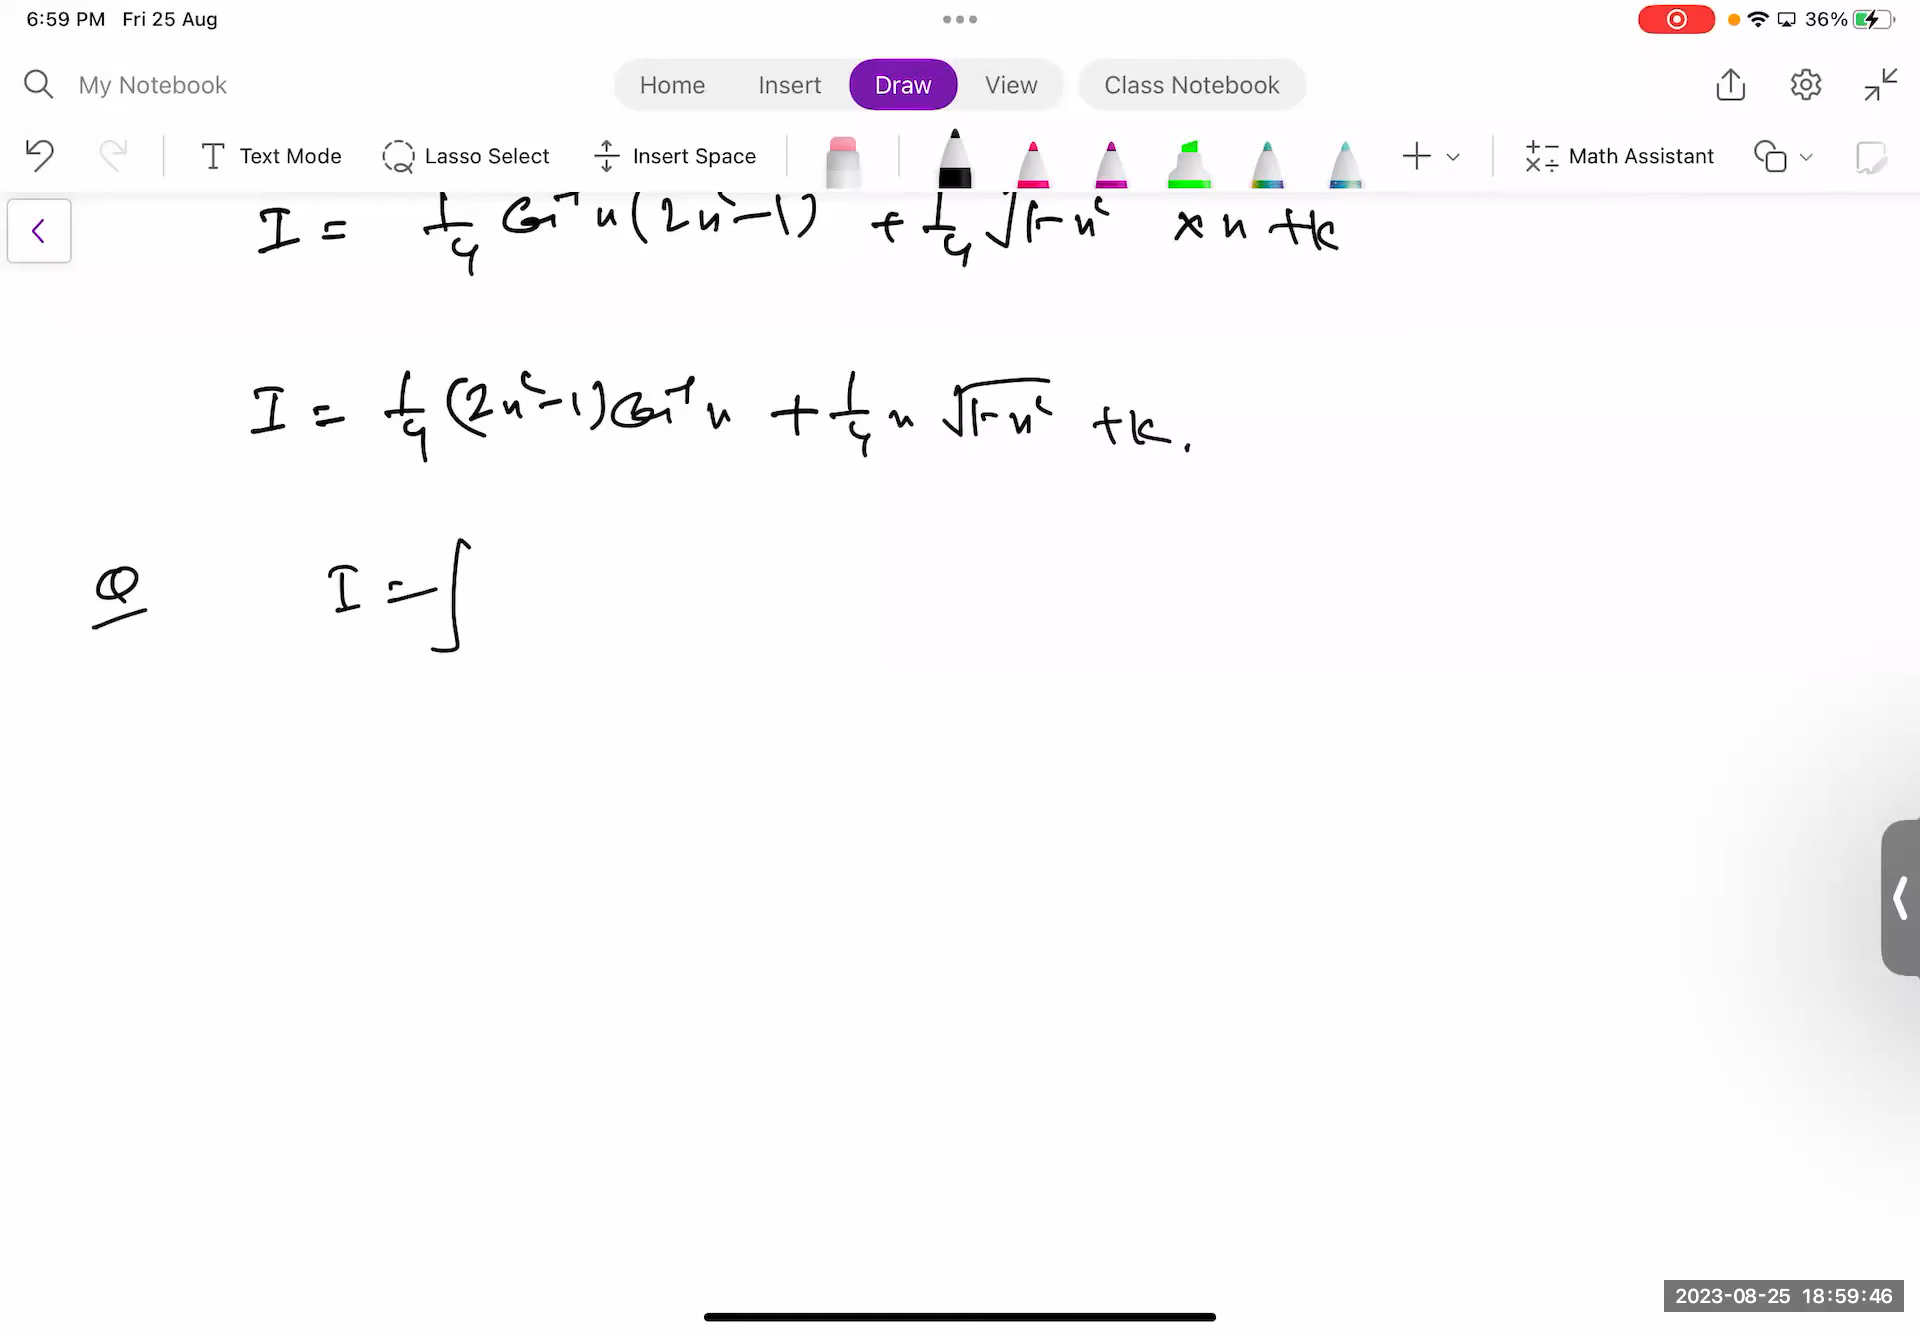 6:59 PM Fri 25 Aug 36%
My Notebook Home Insert Draw View Class Notebook
Text Mode Lasso Select Insert Space Math Assistant
I = 1/4 cos⁻¹x(2x²-1) + 1/4 √1-x² × x + k
I = 1/4 (2x²-1)cos⁻¹x + 1/4 x √1-x² + k.
Q I = ∫
2023-08-25 18:59:46